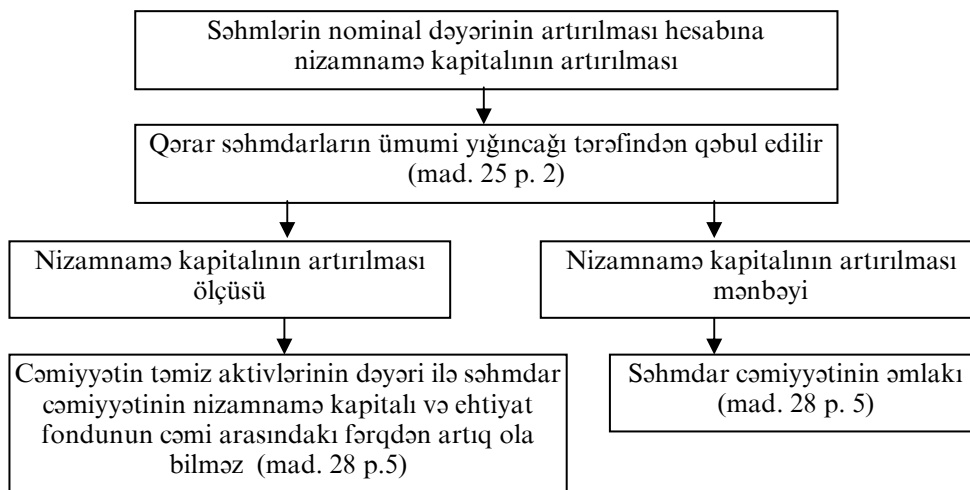 Səhmlərin nominal dəyərinin artırılması hesabına
nizamnamə kapitalının artırılması
Qərar səhmdarların ümumi yığıncağı tərəfindən qəbul edilir
(mad. 25 p. 2)
Nizamnamə kapitalının artırılması
ölçüsü
Nizamnamə kapitalının artırılması
mənbəyi
Cəmiyyətin təmiz aktivlərinin dəyəri ilə səhmdar
cəmiyyətinin nizamnamə kapitalı və ehtiyat
fondunun cəmi arasındakı fərqdən artıq ola
bilməz (mad. 28 p.5)
Səhmdar cəmiyyətinin əmlakı
(mad. 28 p. 5)